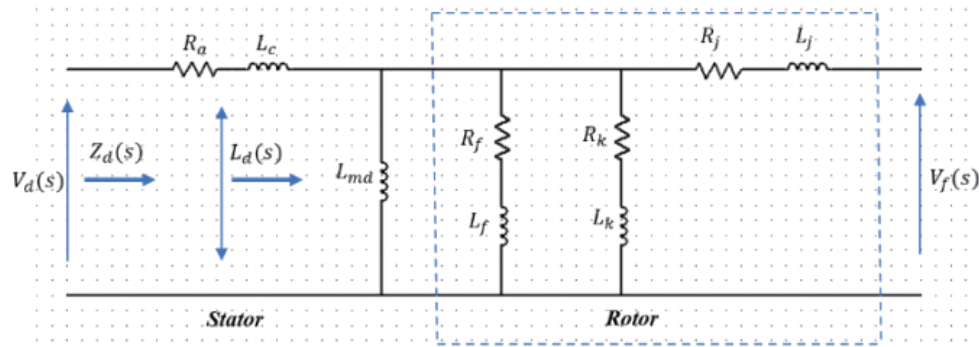 R_a
L_c
R_j
L_j
V_d(s)
Z_d(s)
L_d(s)
L_md
R_f
R_k
L_f
L_k
V_f(s)
Stator
Rotor